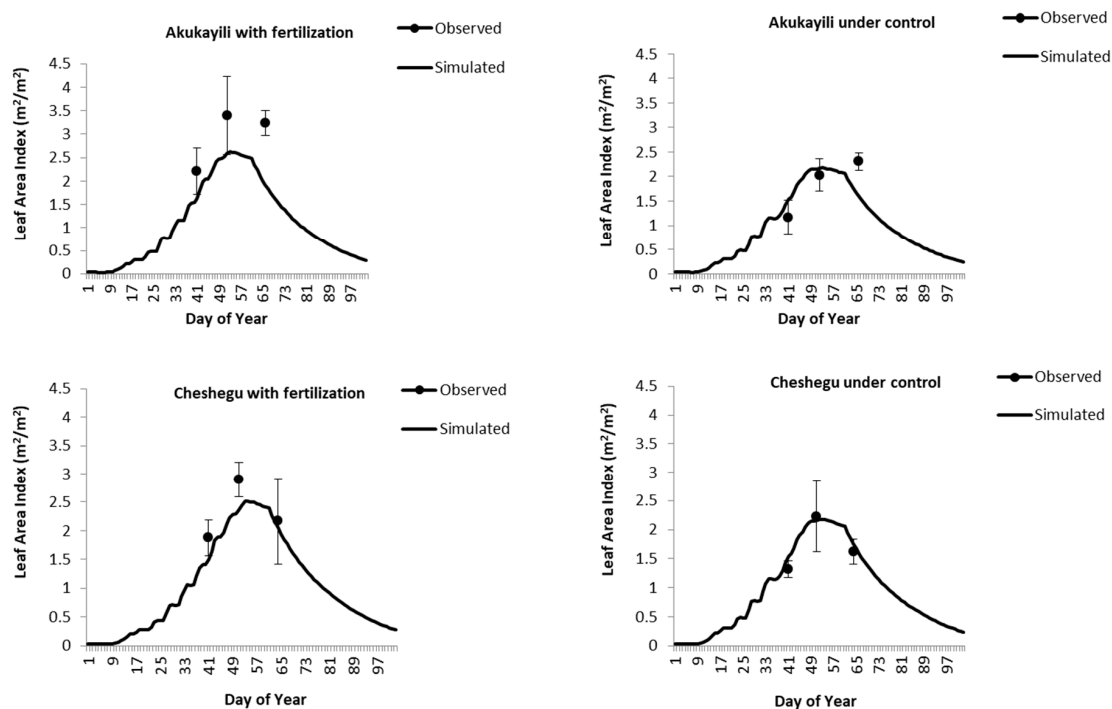 Akukayili with fertilization
Observed
Simulated
Leaf Area Index (m²/m²)
4.5
4
3.5
3
2.5
2
1.5
1
0.5
0
1 9 17 25 33 41 49 57 65 73 81 89 97
Day of Year
Akukayili under control
Observed
Simulated
Leaf Area Index (m²/m²)
4.5
4
3.5
3
2.5
2
1.5
1
0.5
0
1 9 17 25 33 41 49 57 65 73 81 89 97
Day of Year
Cheshegu with fertilization
Observed
Simulated
Leaf Area Index (m²/m²)
4.5
4
3.5
3
2.5
2
1.5
1
0.5
0
1 9 17 25 33 41 49 57 65 73 81 89 97
Day of Year
Cheshegu under control
Observed
Simulated
Leaf Area Index (m²/m²)
4.5
4
3.5
3
2.5
2
1.5
1
0.5
0
1 9 17 25 33 41 49 57 65 73 81 89 97
Day of Year